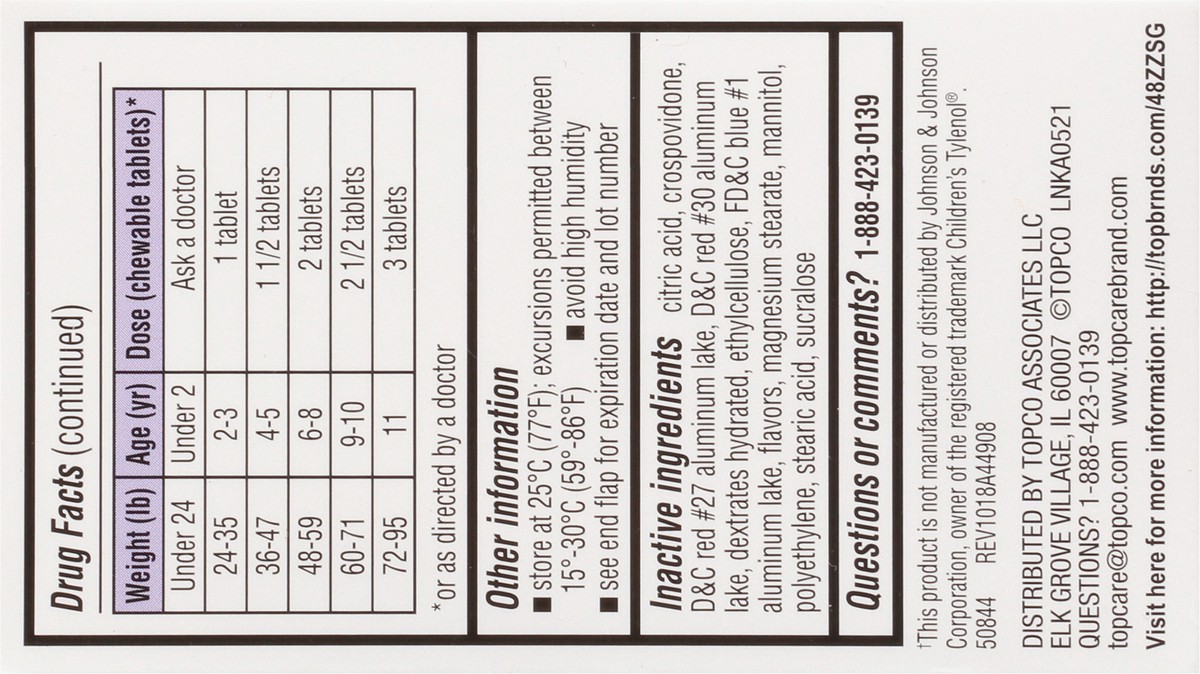 Drug Facts (continued)
Weight (lb) Age (yr) Dose (chewable tablets)*
Under 24 Under 2 Ask a doctor
24-35 2-3 1 tablet
36-47 4-5 1 1/2 tablets
48-59 6-8 2 tablets
60-71 9-10 2 1/2 tablets
72-95 11 3 tablets
*or as directed by a doctor
Other information
■ store at 25°C (77°F); excursions permitted between
15°-30°C (59°-86°F) ■ avoid high humidity
■ see end flap for expiration date and lot number
Inactive ingredients citric acid, crospovidone,
D&C red #27 aluminum lake, D&C red #30 aluminum
lake, dextrates hydrated, ethylcellulose, FD&C blue #1
aluminum lake, flavors, magnesium stearate, mannitol,
polyethylene, stearic acid, sucralose
Questions or comments? 1-888-423-0139
†This product is not manufactured or distributed by Johnson & Johnson
Corporation, owner of the registered trademark Children's Tylenol®.
50844 REV1018A44908
DISTRIBUTED BY TOPCO ASSOCIATES LLC
ELK GROVE VILLAGE, IL 60007 ©TOPCO LNKA0521
QUESTIONS? 1-888-423-0139
topcare@topco.com www.topcarebrand.com
Visit here for more information: http://topbrnds.com/48ZZSG